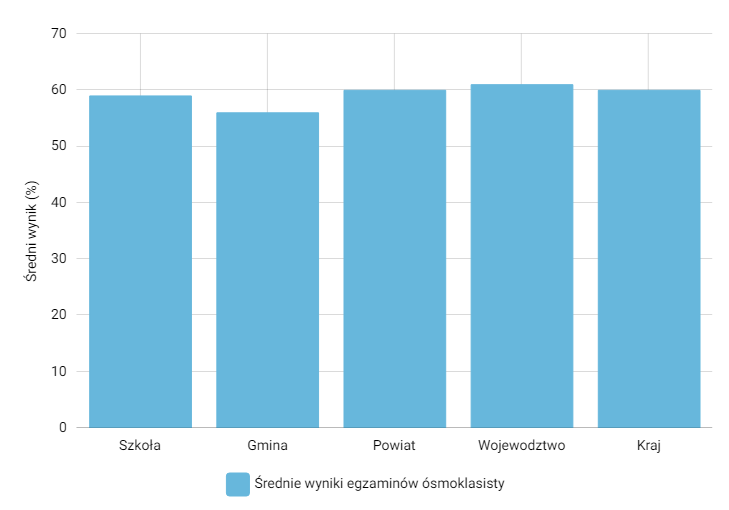 70
60
50
40
30
20
10
0
Średni wynik (%)
Szkoła Gmina Powiat Wojewodztwo Kraj
Średnie wyniki egzaminów ósmoklasisty